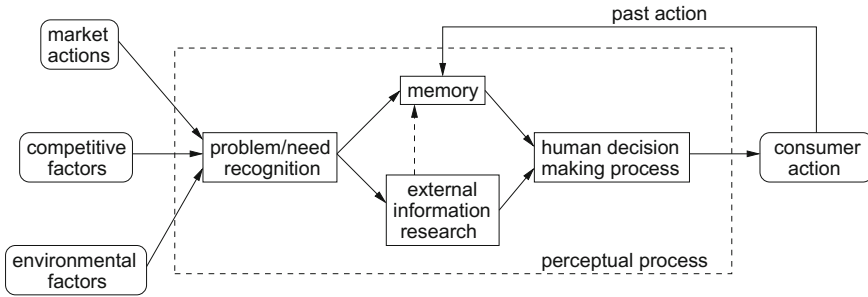 past action
market
actions
memory
competitive
factors
problem/need
recognition
human decision
making process
consumer
action
external
information
research
environmental
factors
perceptual process